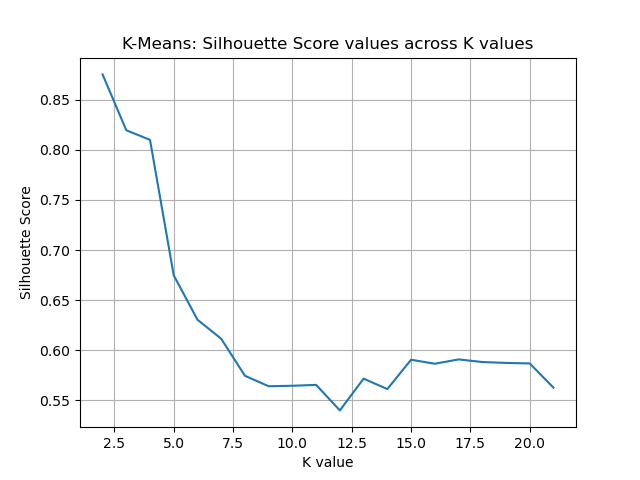 K-Means: Silhouette Score values across K values
0.85
0.80
0.75
0.70
0.65
0.60
0.55
Silhouette Score
2.5 5.0 7.5 10.0 12.5 15.0 17.5 20.0
K value